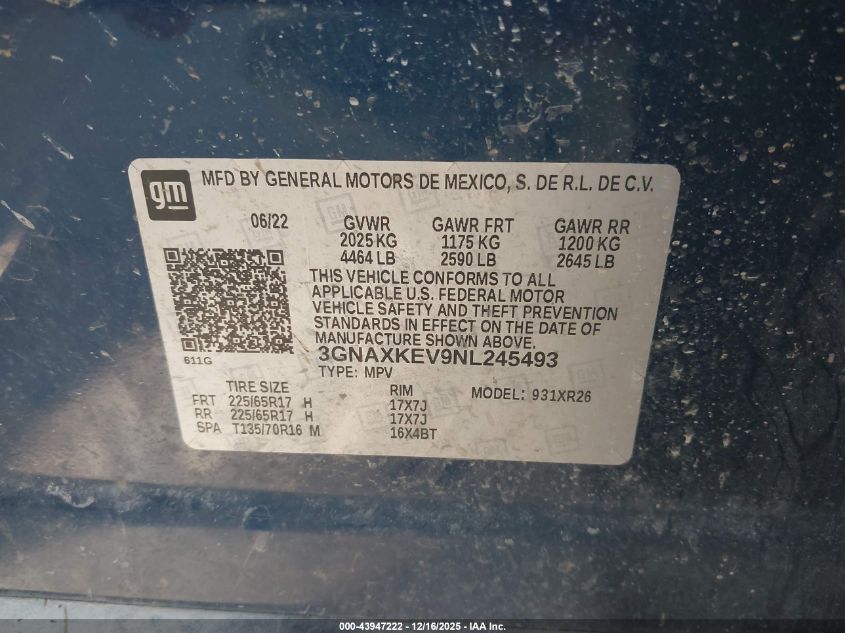 gm
MFD BY GENERAL MOTORS DE MEXICO, S. DE R.L. DE C.V.
06/22 GVWR GAWR FRT GAWR RR
2025 KG 1175 KG 1200 KG
4464 LB 2590 LB 2645 LB
THIS VEHICLE CONFORMS TO ALL
APPLICABLE U.S. FEDERAL MOTOR
VEHICLE SAFETY AND THEFT PREVENTION
STANDARDS IN EFFECT ON THE DATE OF
MANUFACTURE SHOWN ABOVE.
611G
3GNAXKEV9NL245493
TYPE: MPV
TIRE SIZE RIM MODEL: 931XR26
FRT 225/65R17 H 17X7J
RR 225/65R17 H 17X7J
SPA T135/70R16 M 16X4BT
000-43947222 - 12/16/2025 - IAA Inc.